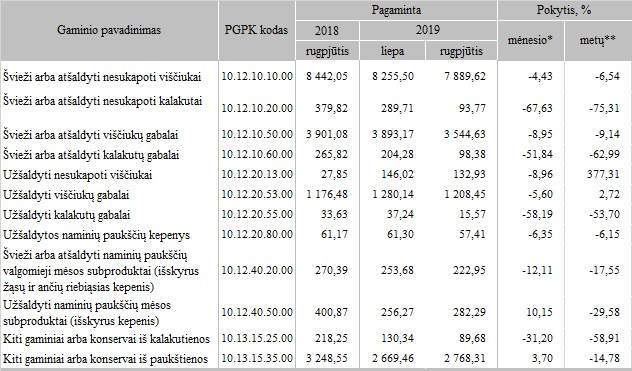 Gaminio pavadinimas PGPK kodas Pagaminta Pokytis, %
2018 2019 mėnesio* metų**
rugpjūtis liepa rugpjūtis
Švieži arba atšaldyti nesukapoti viščiukai 10.12.10.10.00 8 442,05 8 255,50 7 889,62 -4,43 -6,54
Švieži arba atšaldyti nesukapoti kalakutai 10.12.10.20.00 379,82 289,71 93,77 -67,63 -75,31
Švieži arba atšaldyti viščiukų gabalai 10.12.10.50.00 3 901,08 3 893,17 3 544,63 -8,95 -9,14
Švieži arba atšaldyti kalakutų gabalai 10.12.10.60.00 265,82 204,28 98,38 -51,84 -62,99
Užšaldyti nesukapoti viščiukai 10.12.20.13.00 27,85 146,02 132,93 -8,96 377,31
Užšaldyti viščiukų gabalai 10.12.20.53.00 1 176,48 1 280,14 1 208,45 -5,60 2,72
Užšaldyti kalakutų gabalai 10.12.20.55.00 33,63 37,24 15,57 -58,19 -53,70
Užšaldytos naminių paukščių kepenys 10.12.20.80.00 61,17 61,30 57,41 -6,35 -6,15
Švieži arba atšaldyti naminių paukščių
valgomieji mėsos subproduktai (išskyrus 10.12.40.20.00 270,39 253,68 222,95 -12,11 -17,55
žąsų ir ančių riebiąsias kepenis)
Užšaldyti naminių paukščių mėsos
subproduktai (išskyrus kepenis) 10.12.40.50.00 400,87 256,27 282,29 10,15 -29,58
Kiti gaminiai arba konservai iš kalakutienos 10.13.15.25.00 218,25 130,34 89,68 -31,20 -58,91
Kiti gaminiai arba konservai iš paukštienos 10.13.15.35.00 3 248,55 2 669,46 2 768,31 3,70 -14,78